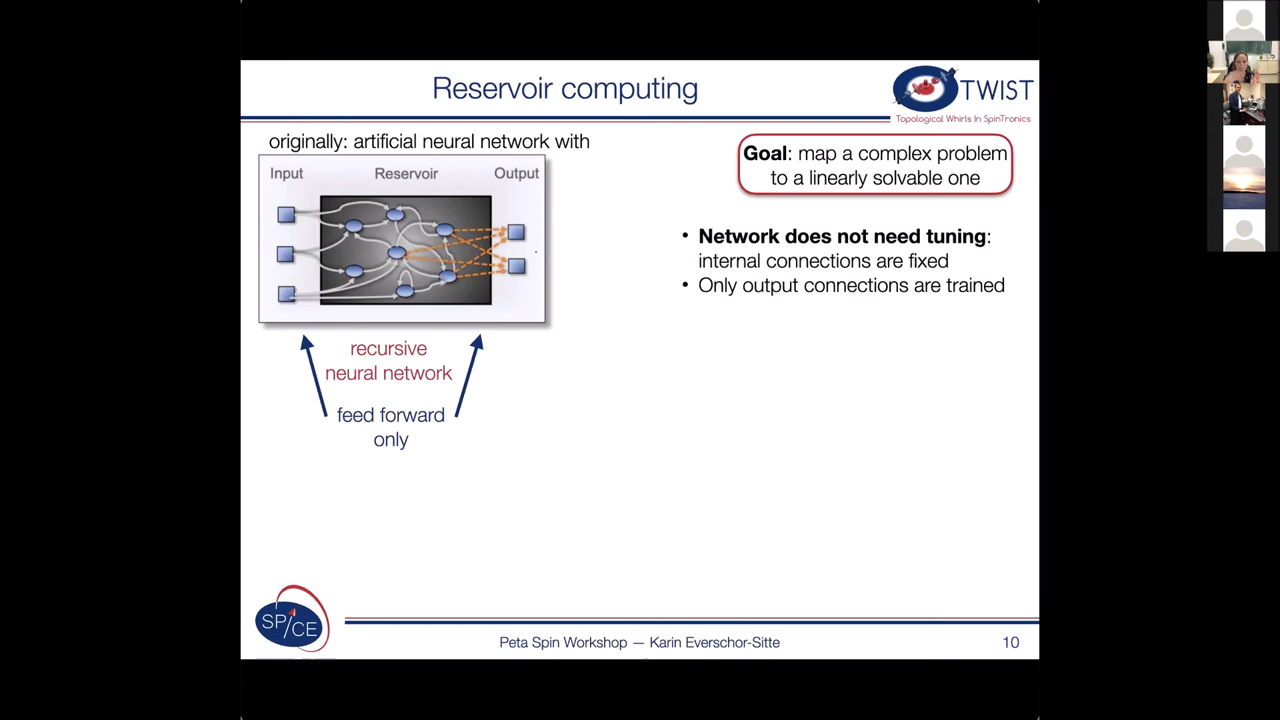 Reservoir computing
TWIST
Topological Whirls In SpinTronics
originally: artificial neural network with
Input Reservoir Output
Goal: map a complex problem
to a linearly solvable one
• Network does not need tuning:
internal connections are fixed
• Only output connections are trained
recursive
neural network
feed forward
only
SPICE
Peta Spin Workshop — Karin Everschor-Sitte
10